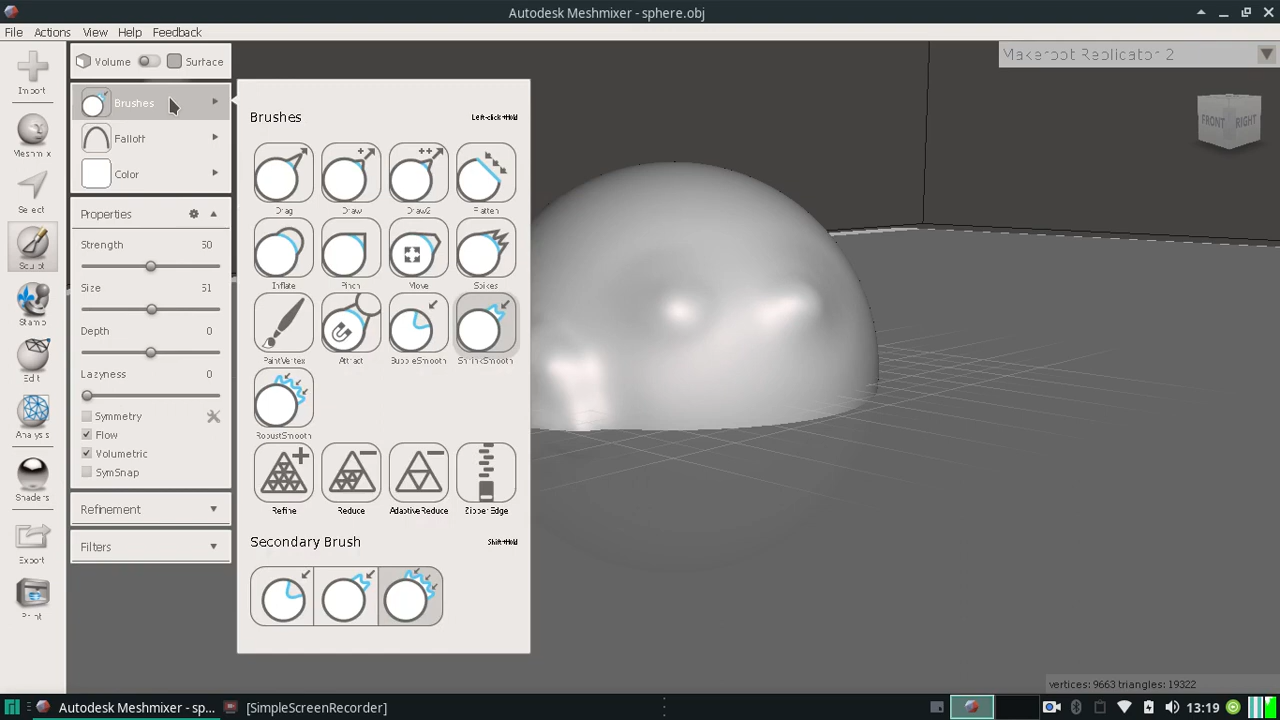 Autodesk Meshmixer - sphere.obj
File Actions View Help Feedback
Import
Meshmix
Select
Sculpt
Stamp
Edit
Analysis
Shaders
Export
Print
Volume Surface
Brushes
Falloff
Color
Properties
Strength 50
Size 51
Depth 0
Lazyness 0
Symmetry
Flow
Volumetric
SymSnap
Refinement
Filters
Brushes Left-click+Hold
Drag Draw Draw2 Flatten
Inflate Pinch Move Spikes
PaintVertex Attract BubbleSmooth ShrinkSmooth
RobustSmooth
Refine Reduce AdaptiveReduce ZipperEdge
Secondary Brush Shift+Hold
Makerbot Replicator 2
FRONT RIGHT
vertices: 9663 triangles: 19322
Autodesk Meshmixer - sp... [SimpleScreenRecorder] 13:19